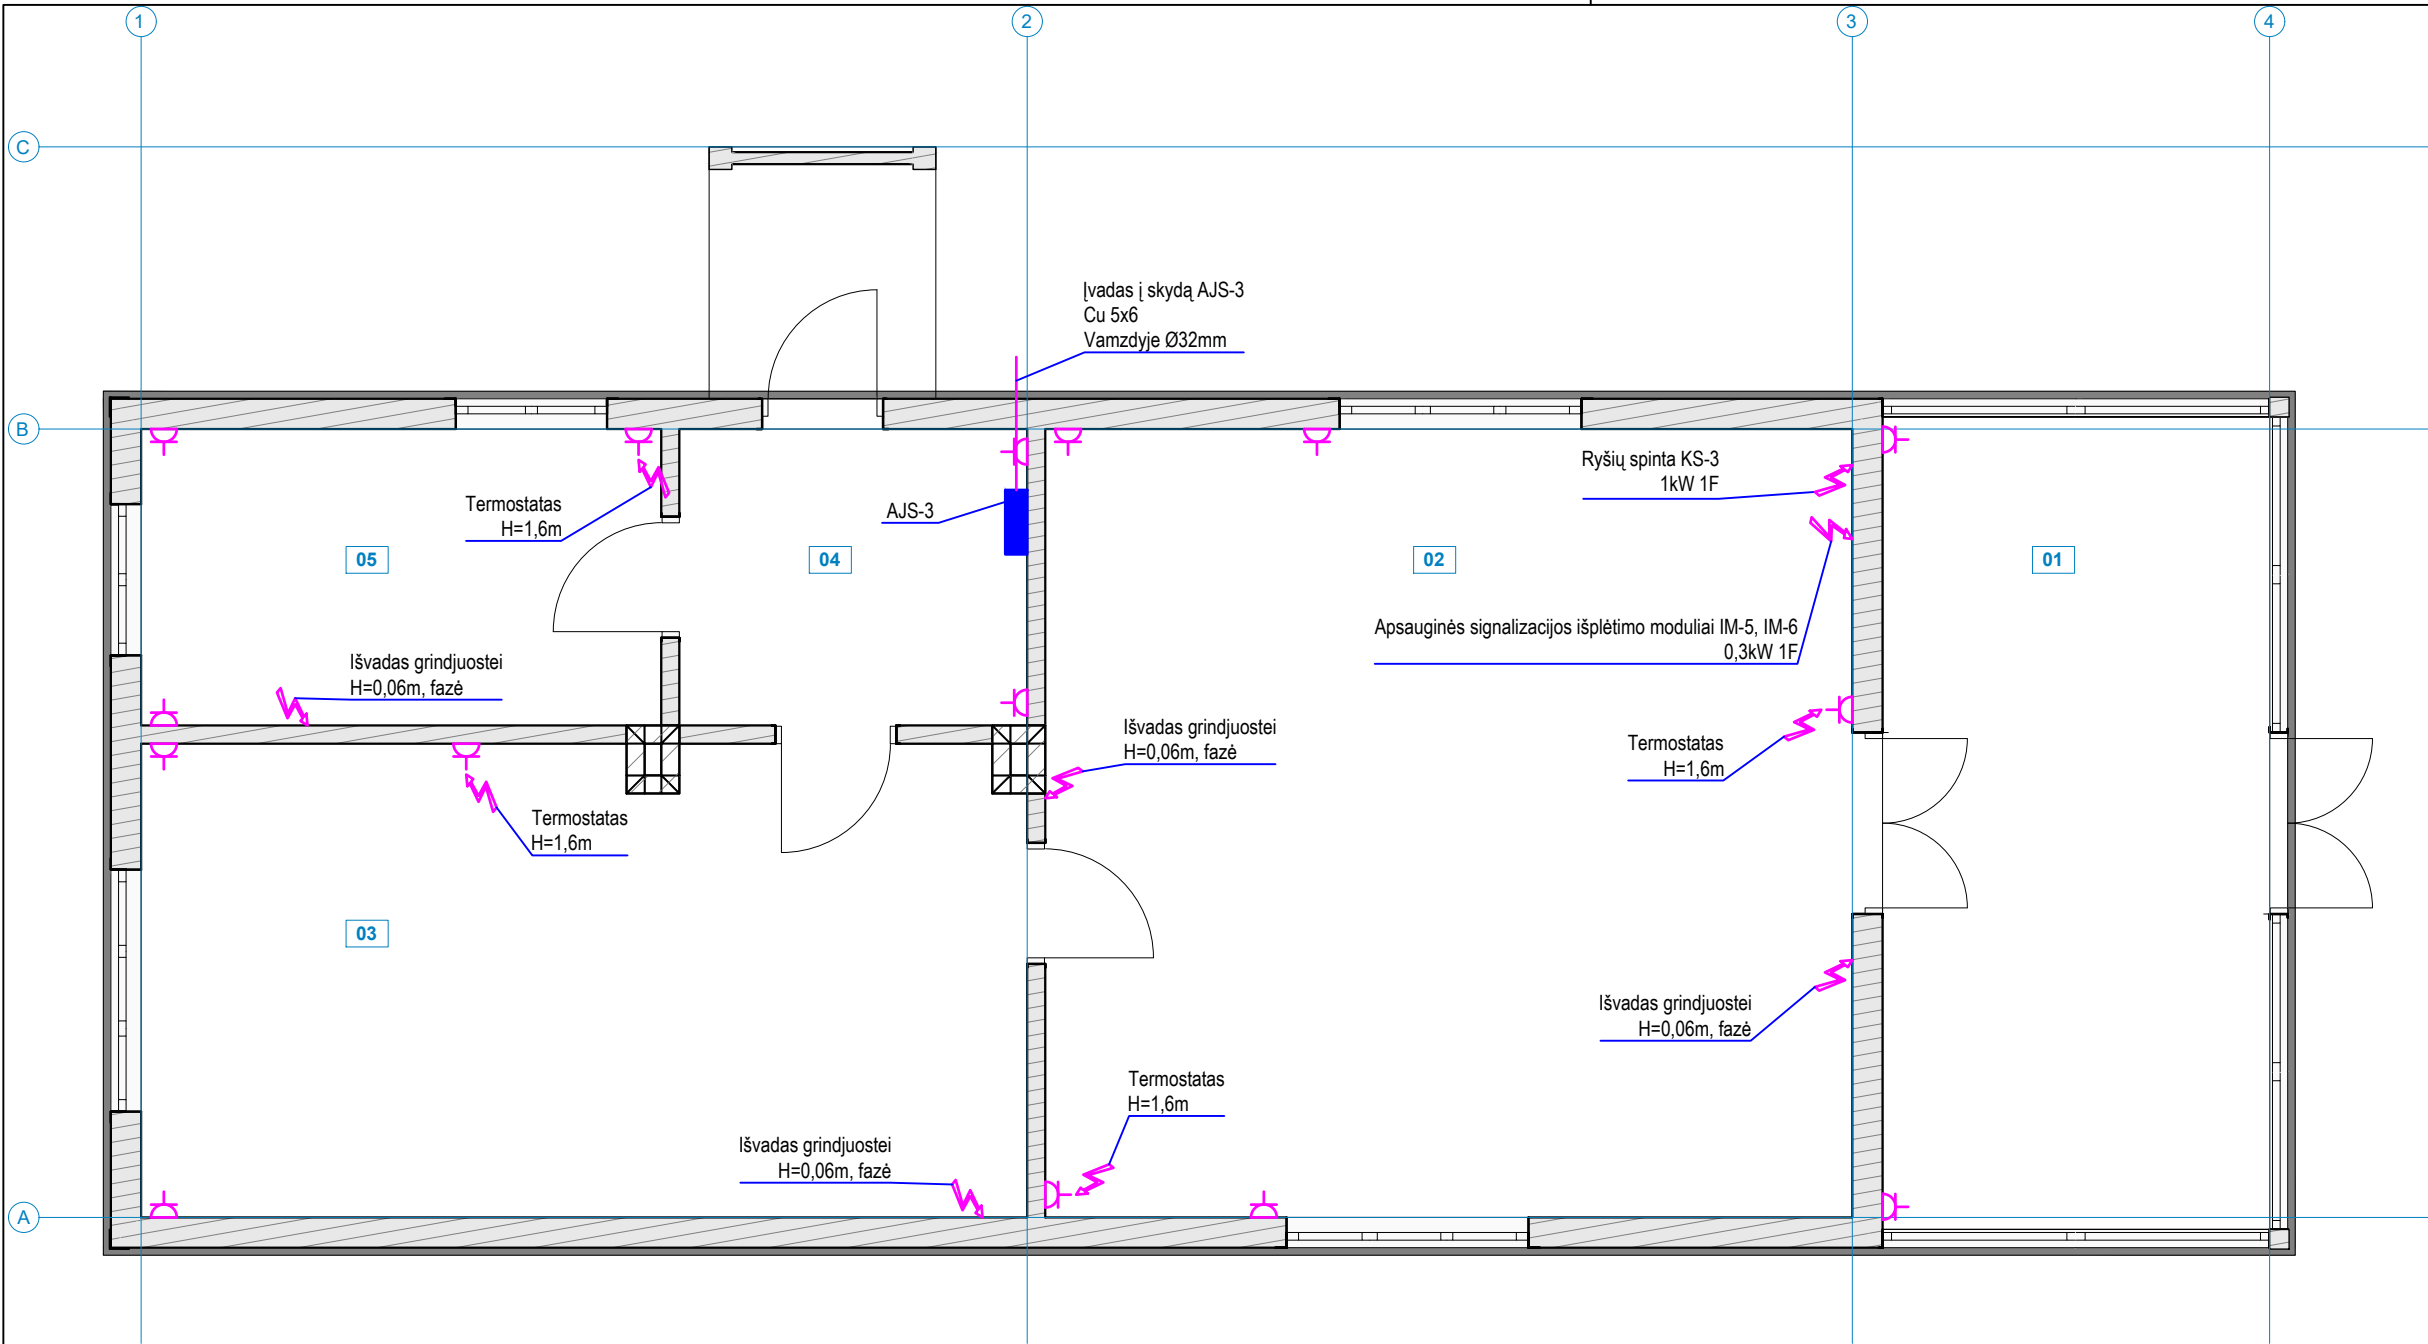 1
2
3
4
C
Įvadas į skydą AJS-3
Cu 5x6
Vamzdyje Ø32mm
B
Ryšių spinta KS-3
1kW 1F
Termostatas
H=1,6m
AJS-3
05
04
02
01
Apsauginės signalizacijos išplėtimo moduliai IM-5, IM-6
0,3kW 1F
Išvadas grindjuostei
H=0,06m, fazė
Išvadas grindjuostei
H=0,06m, fazė
Termostatas
H=1,6m
Termostatas
H=1,6m
03
Išvadas grindjuostei
H=0,06m, fazė
Termostatas
H=1,6m
Išvadas grindjuostei
H=0,06m, fazė
A